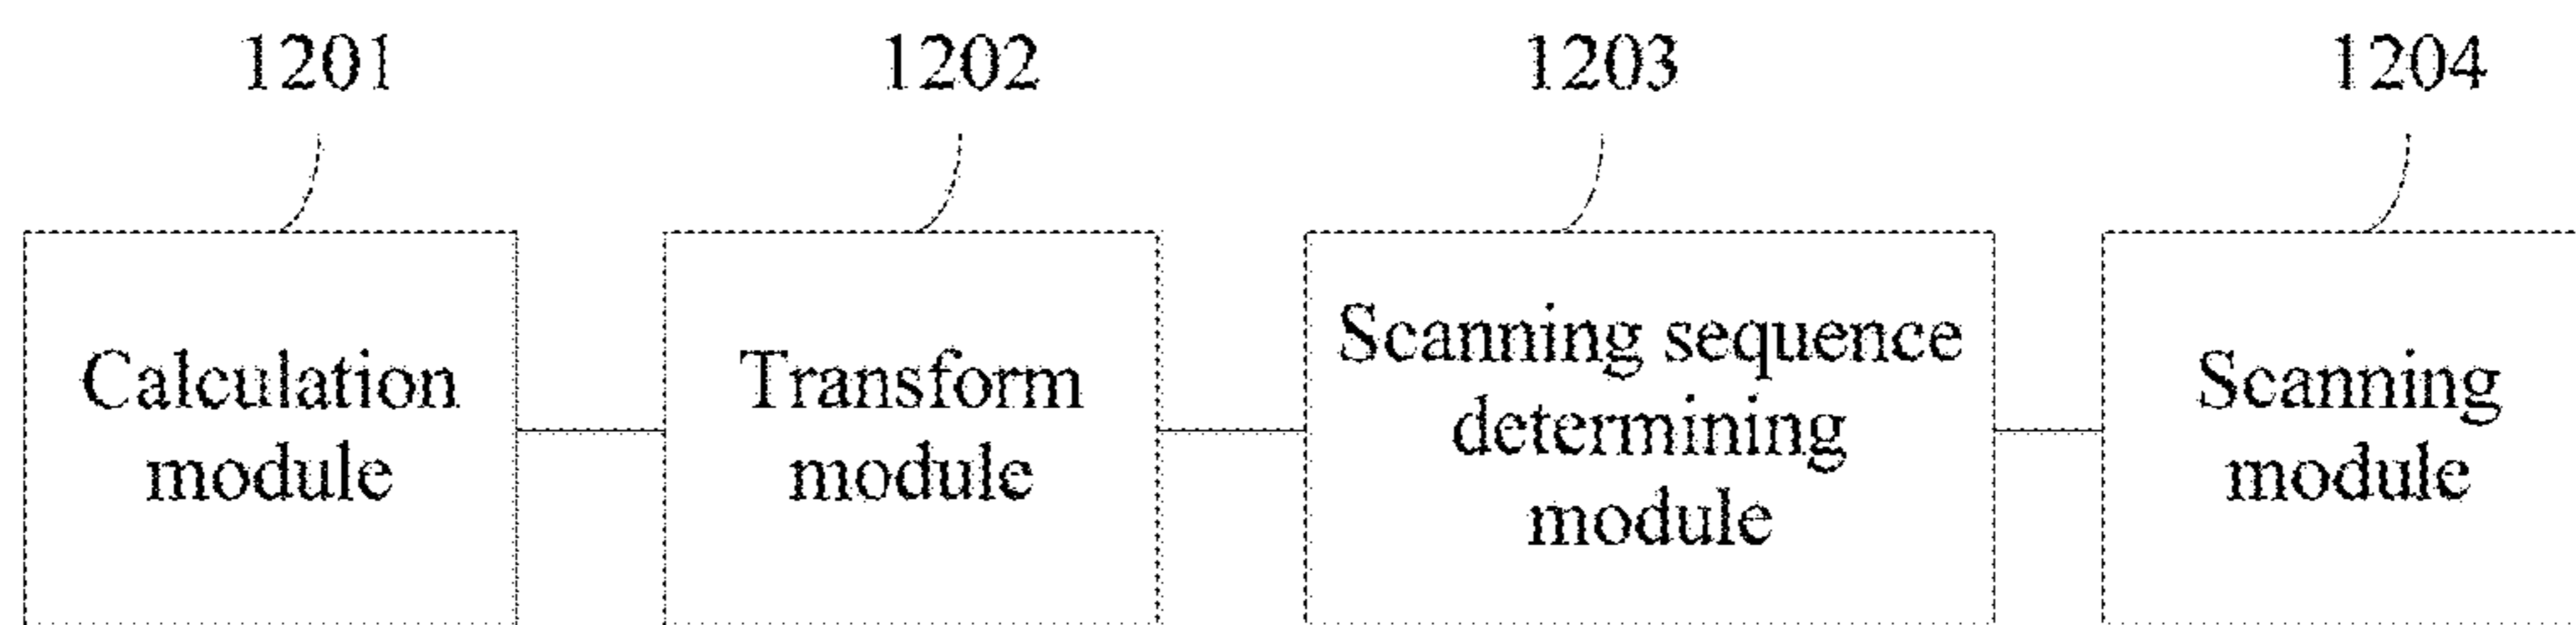 1201
1202
1203
1204
Calculation
module
Transform
module
Scanning sequence
determining
module
Scanning
module